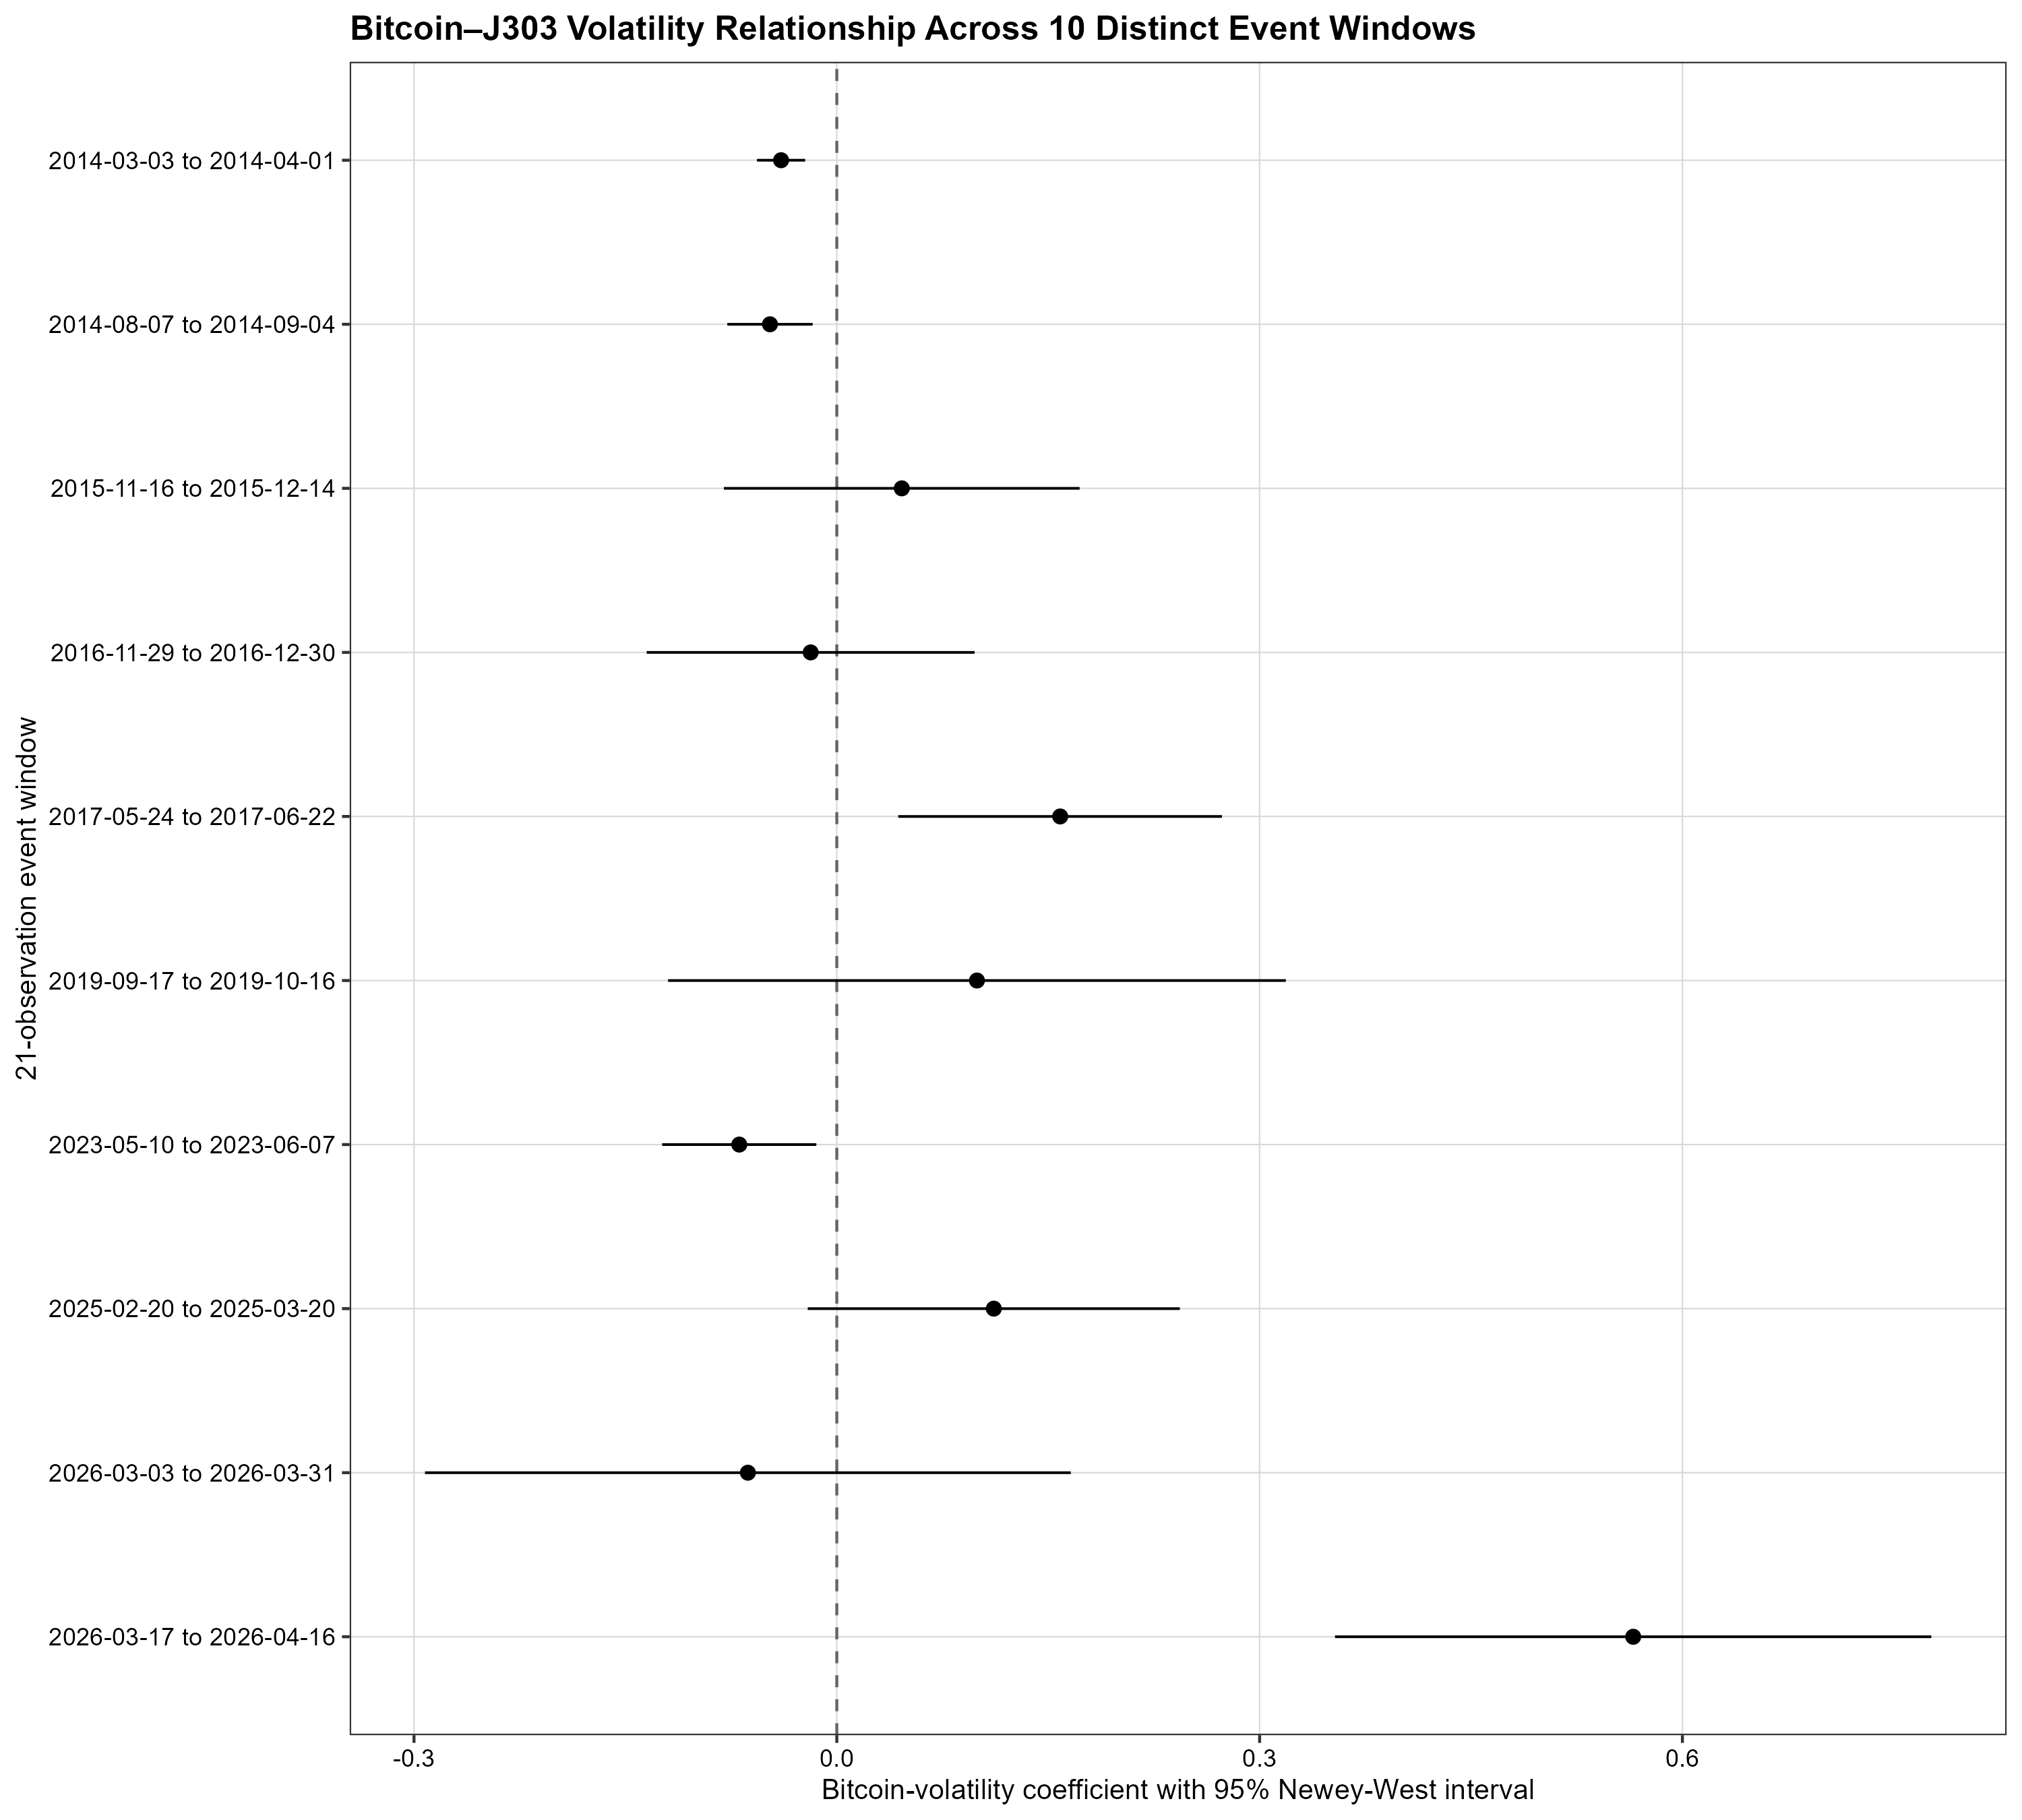 Bitcoin–J303 Volatility Relationship Across 10 Distinct Event Windows
21-observation event window
2014-03-03 to 2014-04-01
2014-08-07 to 2014-09-04
2015-11-16 to 2015-12-14
2016-11-29 to 2016-12-30
2017-05-24 to 2017-06-22
2019-09-17 to 2019-10-16
2023-05-10 to 2023-06-07
2025-02-20 to 2025-03-20
2026-03-03 to 2026-03-31
2026-03-17 to 2026-04-16
-0.3 0.0 0.3 0.6
Bitcoin-volatility coefficient with 95% Newey-West interval